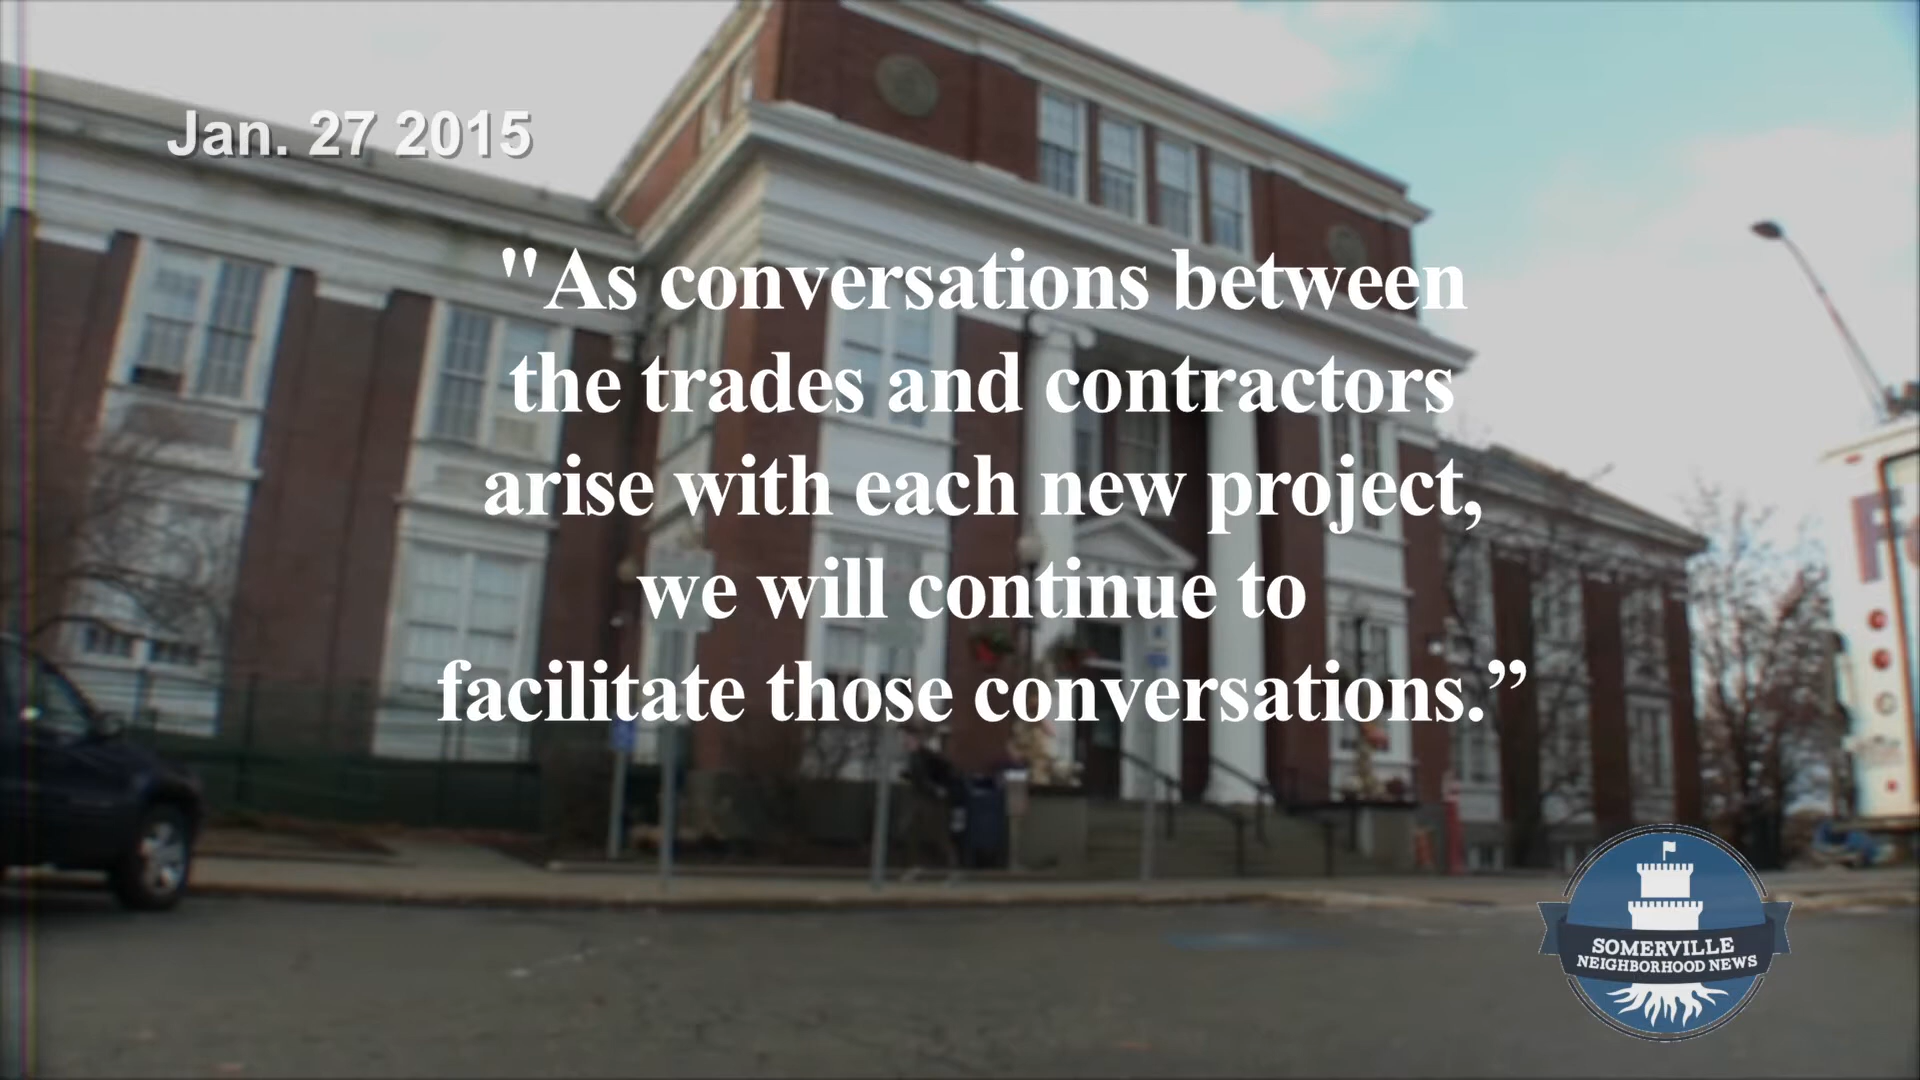 Jan. 27 2015
"As conversations between
the trades and contractors
arise with each new project,
we will continue to
facilitate those conversations.”
SOMERVILLE
NEIGHBORHOOD NEWS